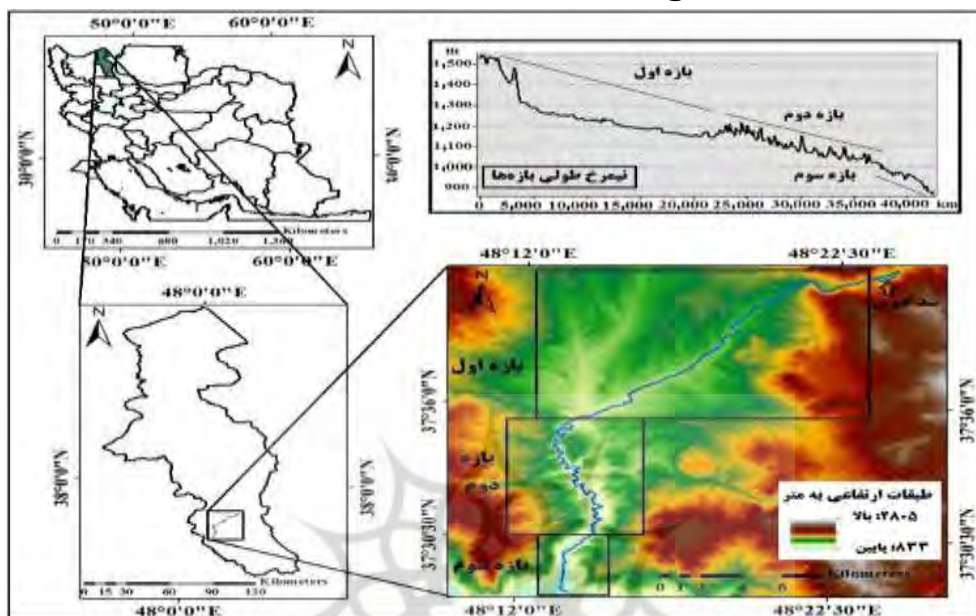 50°0'0"E 60°0'0"E
N
30°0'0"N
30°0'0"N
Kilometers
0 170 340 680 1,020 1,360
50°0'0"E 60°0'0"E
m
1,500
1,400
1,300
1,200
1,100
1,000
900
بازه اول
بازه دوم
بازه سوم
نیمرخ طولی بازه‌ها
0 5,000 10,000 15,000 20,000 25,000 30,000 35,000 40,000 km
48°0'0"E
N
38°0'0"N
38°0'0"N
Kilometers
0 15 30 60 90 120
48°0'0"E
48°12'0"E 48°22'30"E
N
بازه اول
37°36'0"N
37°36'0"N
بازه
دوم
طبقات ارتفاعی به متر
بالا :۲۸۰۵
پایین :۸۳۳
37°30'30"N
37°30'30"N
بازه سوم
Kilometers
48°12'0"E 48°22'30"E